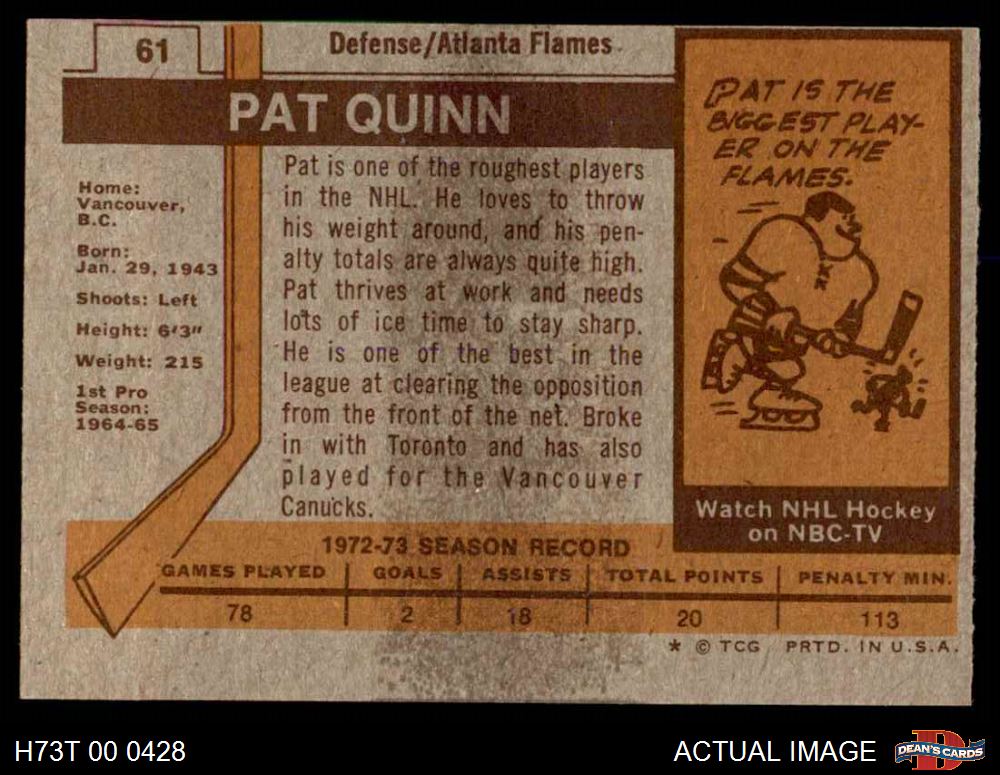 61
Defense/Atlanta Flames
PAT QUINN
Home:
Vancouver,
B.C.
Born:
Jan. 29, 1943
Shoots: Left
Height: 6'3"
Weight: 215
1st Pro
Season:
1964-65
Pat is one of the roughest players
in the NHL. He loves to throw
his weight around, and his pen-
alty totals are always quite high.
Pat thrives at work and needs
lots of ice time to stay sharp.
He is one of the best in the
league at clearing the opposition
from the front of the net. Broke
in with Toronto and has also
played for the Vancouver
Canucks.
PAT IS THE
BIGGEST PLAY-
ER ON THE
FLAMES.
Watch NHL Hockey
on NBC-TV
1972-73 SEASON RECORD
GAMES PLAYED GOALS ASSISTS TOTAL POINTS PENALTY MIN.
78 2 18 20 113
* © TCG PRTD. IN U.S.A.
H73T 00 0428
ACTUAL IMAGE
D
DEAN'S CARDS